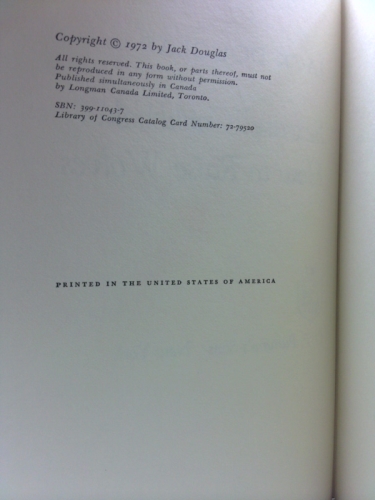 Copyright © 1972 by Jack Douglas
All rights reserved. This book, or parts thereof, must not
be reproduced in any form without permission.
Published simultaneously in Canada
by Longman Canada Limited, Toronto.
SBN: 399-11043-7
Library of Congress Catalog Card Number: 72-79520
PRINTED IN THE UNITED STATES OF AMERICA